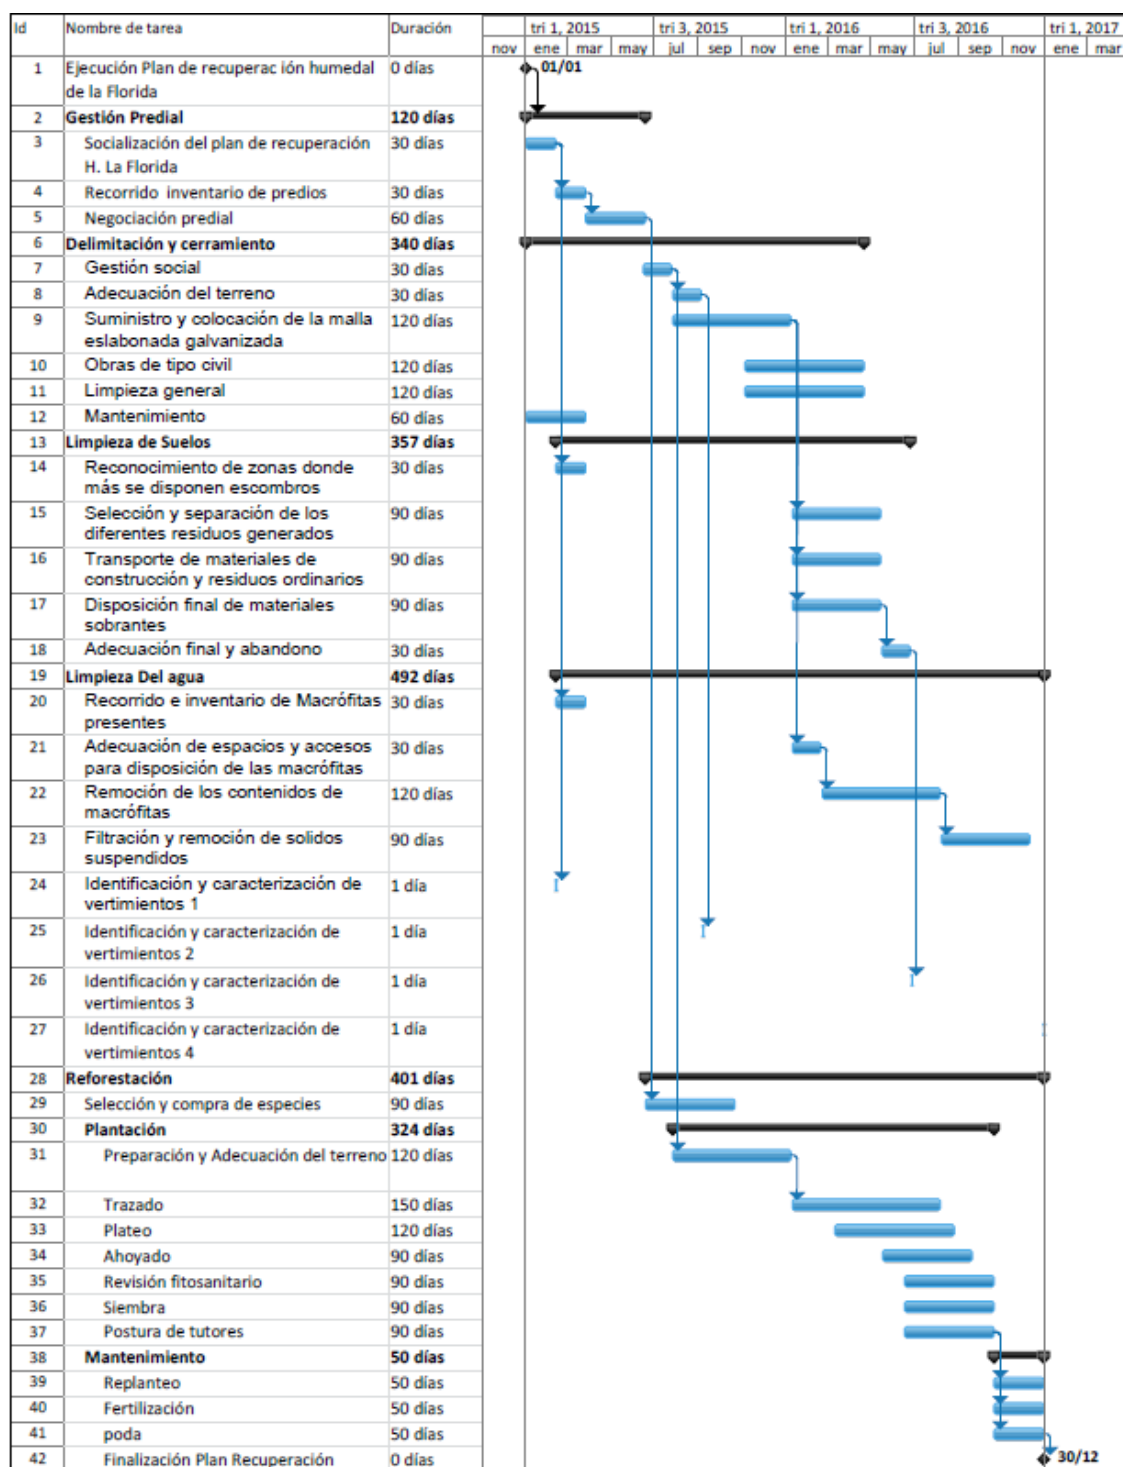 Id Nombre de tarea Duración tri 1, 2015 tri 3, 2015 tri 1, 2016 tri 3, 2016 tri 1, 2017
nov ene mar may jul sep nov ene mar may jul sep nov ene mar
1 Ejecución Plan de recuperac ión humedal 0 días 01/01
de la Florida
2 Gestión Predial 120 días
3 Socialización del plan de recuperación 30 días
H. La Florida
4 Recorrido inventario de predios 30 días
5 Negociación predial 60 días
6 Delimitación y cerramiento 340 días
7 Gestión social 30 días
8 Adecuación del terreno 30 días
9 Suministro y colocación de la malla 120 días
eslabonada galvanizada
10 Obras de tipo civil 120 días
11 Limpieza general 120 días
12 Mantenimiento 60 días
13 Limpieza de Suelos 357 días
14 Reconocimiento de zonas donde 30 días
más se disponen escombros
15 Selección y separación de los 90 días
diferentes residuos generados
16 Transporte de materiales de 90 días
construcción y residuos ordinarios
17 Disposición final de materiales 90 días
sobrantes
18 Adecuación final y abandono 30 días
19 Limpieza Del agua 492 días
20 Recorrido e inventario de Macrófitas 30 días
presentes
21 Adecuación de espacios y accesos 30 días
para disposición de las macrófitas
22 Remoción de los contenidos de 120 días
macrófitas
23 Filtración y remoción de solidos 90 días
suspendidos
24 Identificación y caracterización de 1 día
vertimientos 1
25 Identificación y caracterización de 1 día
vertimientos 2
26 Identificación y caracterización de 1 día
vertimientos 3
27 Identificación y caracterización de 1 día
vertimientos 4
28 Reforestación 401 días
29 Selección y compra de especies 90 días
30 Plantación 324 días
31 Preparación y Adecuación del terreno 120 días
32 Trazado 150 días
33 Plateo 120 días
34 Ahoyado 90 días
35 Revisión fitosanitario 90 días
36 Siembra 90 días
37 Postura de tutores 90 días
38 Mantenimiento 50 días
39 Replanteo 50 días
40 Fertilización 50 días
41 poda 50 días
42 Finalización Plan Recuperación 0 días 30/12